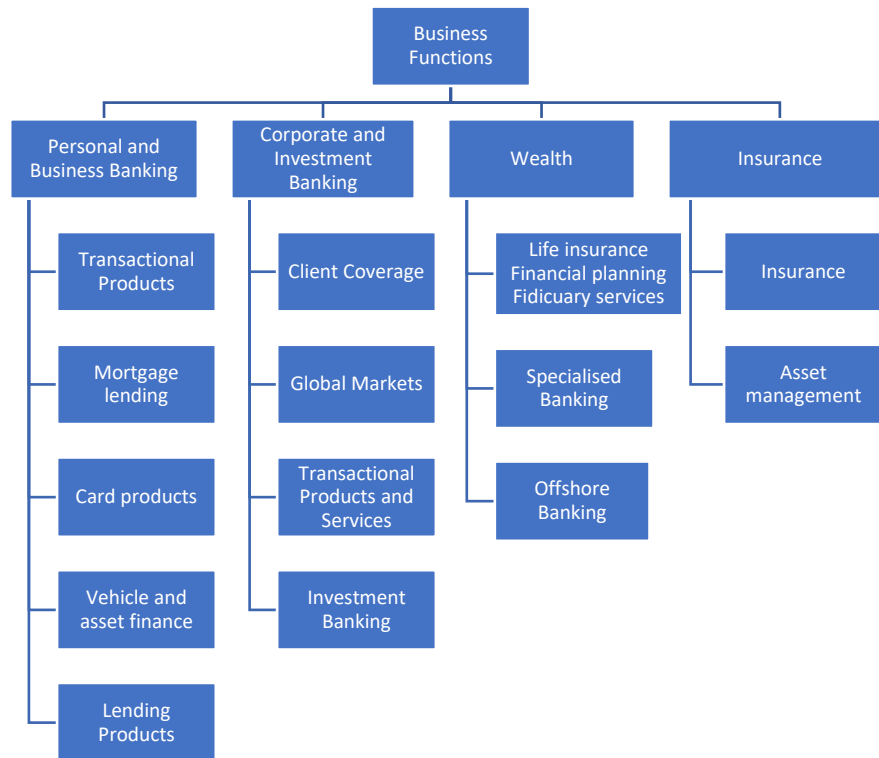 Business
Functions
Personal and
Business Banking
Transactional
Products
Mortgage
lending
Card products
Vehicle and
asset finance
Lending
Products
Corporate and
Investment
Banking
Client Coverage
Global Markets
Transactional
Products and
Services
Investment
Banking
Wealth
Life insurance
Financial planning
Fidicuary services
Specialised
Banking
Offshore
Banking
Insurance
Insurance
Asset
management